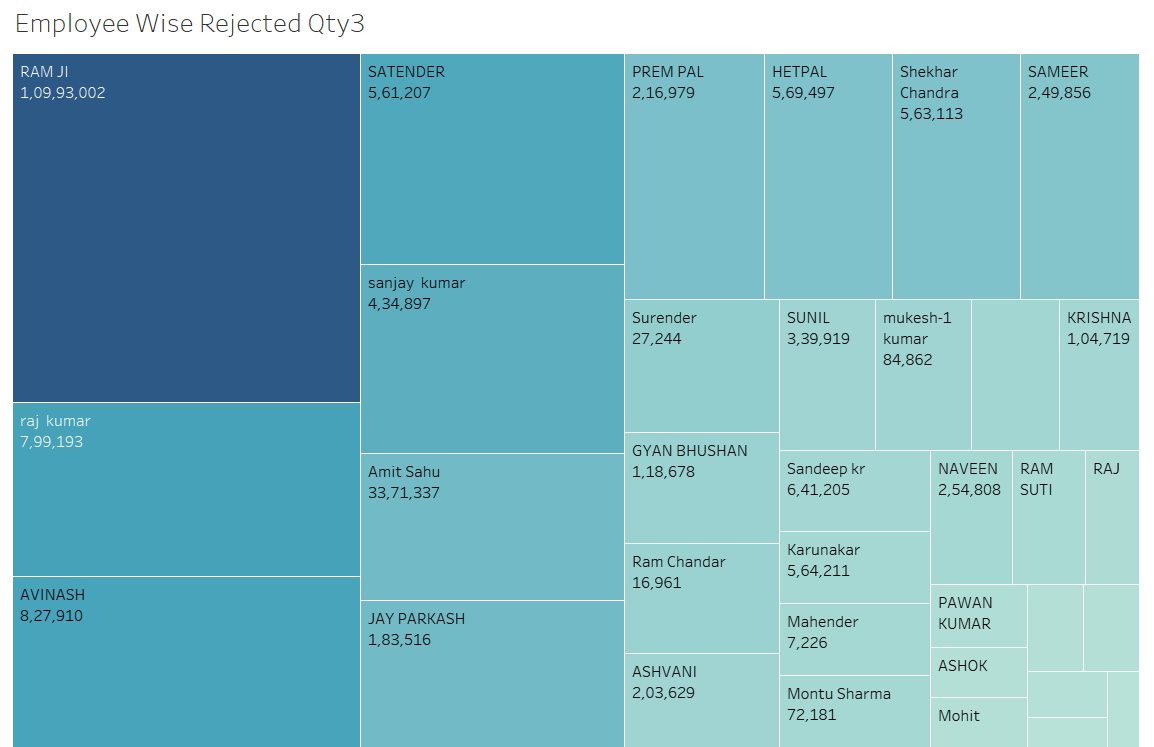 Employee Wise Rejected Qty3
RAM JI
1,09,93,002
raj kumar
7,99,193
AVINASH
8,27,910
SATENDER
5,61,207
sanjay kumar
4,34,897
Amit Sahu
33,71,337
JAY PARKASH
1,83,516
PREM PAL
2,16,979
HETPAL
5,69,497
Shekhar
Chandra
5,63,113
SAMEER
2,49,856
Surender
27,244
GYAN BHUSHAN
1,18,678
Ram Chandar
16,961
ASHVANI
2,03,629
SUNIL
3,39,919
mukesh-1
kumar
84,862
KRISHNA
1,04,719
Sandeep kr
6,41,205
Karunakar
5,64,211
Mahender
7,226
Montu Sharma
72,181
NAVEEN
2,54,808
RAM
SUTI
RAJ
PAWAN
KUMAR
ASHOK
Mohit